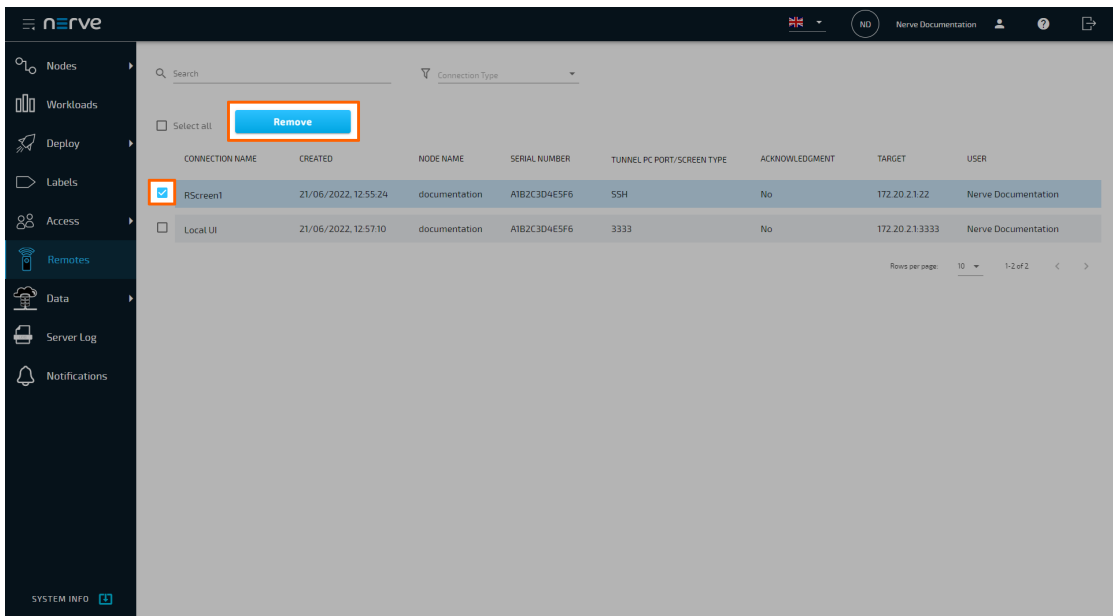 nerve
ND Nerve Documentation ?
Nodes
Workloads
Deploy
Labels
Access
Remotes
Data
Server Log
Notifications
SYSTEM INFO
Search Connection Type
Select all Remove
CONNECTION NAME CREATED NODE NAME SERIAL NUMBER TUNNEL PC PORT/SCREEN TYPE ACKNOWLEDGMENT TARGET USER
RScreen1 21/06/2022, 12:55:24 documentation A1B2C3D4E5F6 SSH No 172.20.2.1:22 Nerve Documentation
Local UI 21/06/2022, 12:57:10 documentation A1B2C3D4E5F6 3333 No 172.20.2.1:3333 Nerve Documentation
Rows per page: 10 1-2 of 2 < >